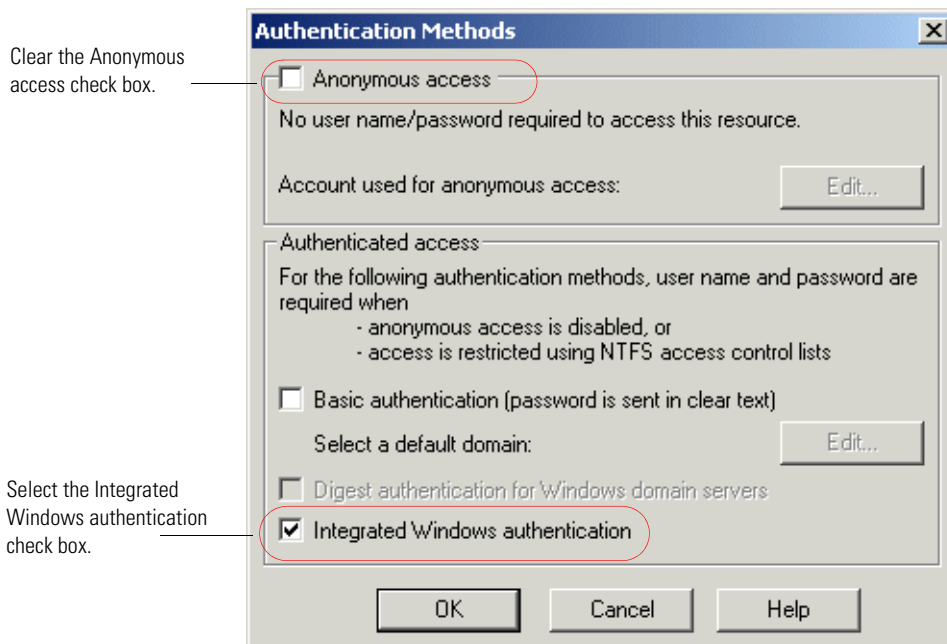 Authentication Methods
Clear the Anonymous
access check box.
Anonymous access
No user name/password required to access this resource.
Account used for anonymous access:
Edit...
Authenticated access
For the following authentication methods, user name and password are
required when
- anonymous access is disabled, or
- access is restricted using NTFS access control lists
Basic authentication (password is sent in clear text)
Select a default domain:
Edit...
Digest authentication for Windows domain servers
Select the Integrated
Windows authentication
check box.
Integrated Windows authentication
OK
Cancel
Help